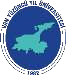 VAN YÜZÜNCÜ YIL ÜNİVERSİTESİ
1982